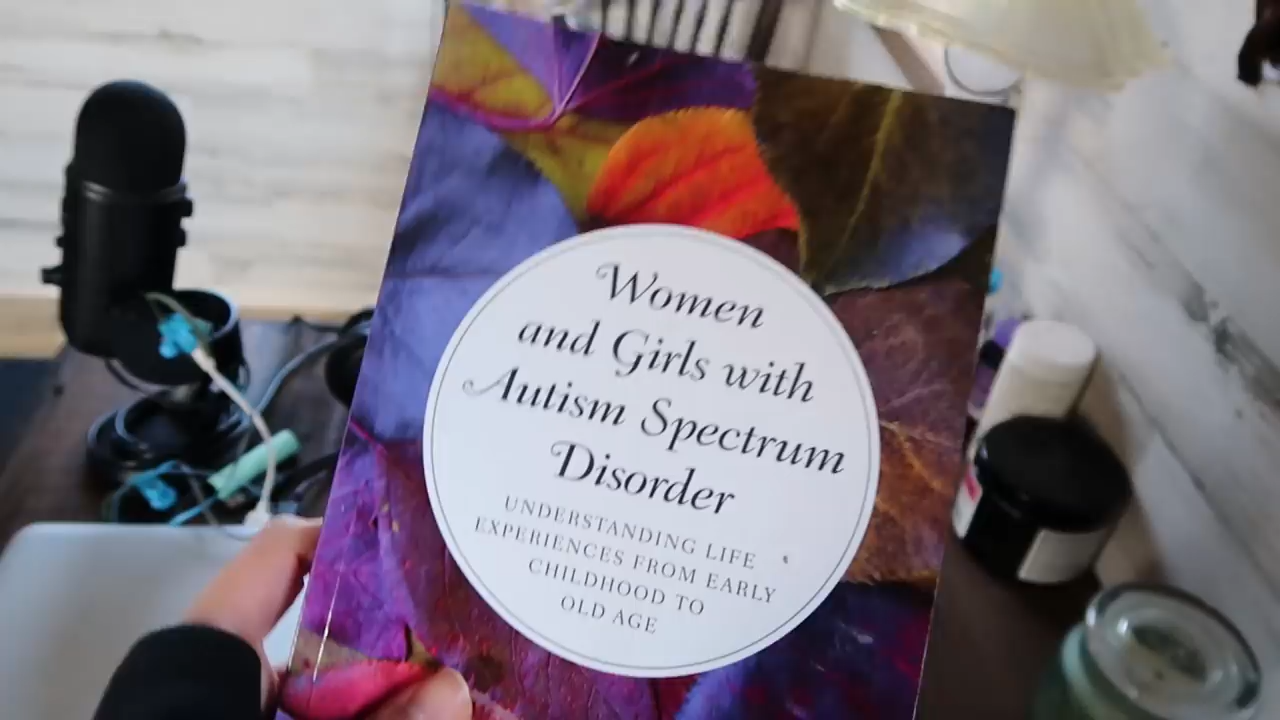 Women
and Girls with
Autism Spectrum
Disorder
UNDERSTANDING LIFE
EXPERIENCES FROM EARLY
CHILDHOOD TO
OLD AGE